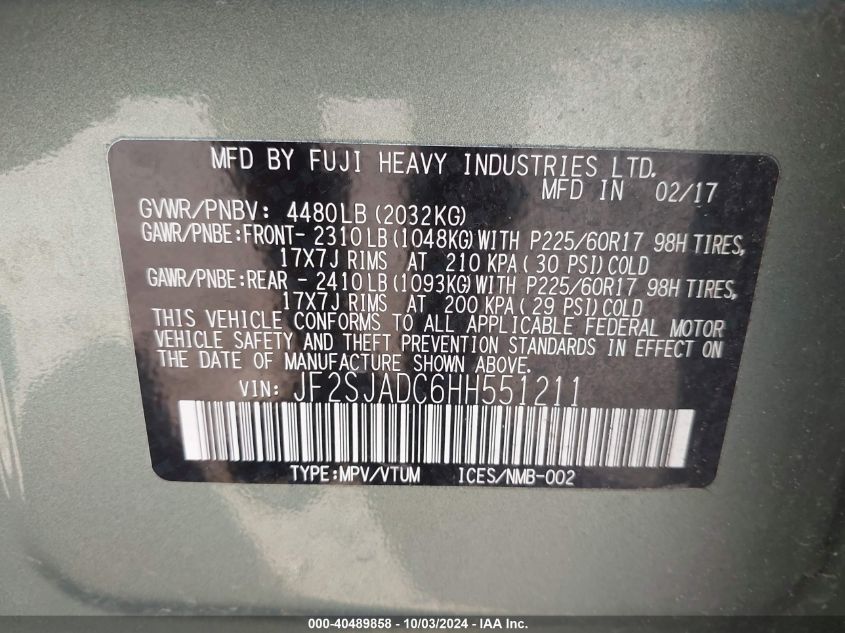 MFD BY FUJI HEAVY INDUSTRIES LTD.
MFD IN 02/17
GVWR/PNBV: 4480LB(2032KG)
GAWR/PNBE:FRONT- 2310LB(1048KG)WITH P225/60R17 98H TIRES,
17X7J RIMS AT 210 KPA(30 PSI)COLD
GAWR/PNBE:REAR - 2410LB(1093KG)WITH P225/60R17 98H TIRES,
17X7J RIMS AT 200 KPA(29 PSI)COLD
THIS VEHICLE CONFORMS TO ALL APPLICABLE FEDERAL MOTOR
VEHICLE SAFETY AND THEFT PREVENTION STANDARDS IN EFFECT ON
THE DATE OF MANUFACTURE SHOWN ABOVE.
VIN: JF2SJADC6HH551211
TYPE:MPV/VTUM ICES/NMB-002
000-40489858 - 10/03/2024 - IAA Inc.